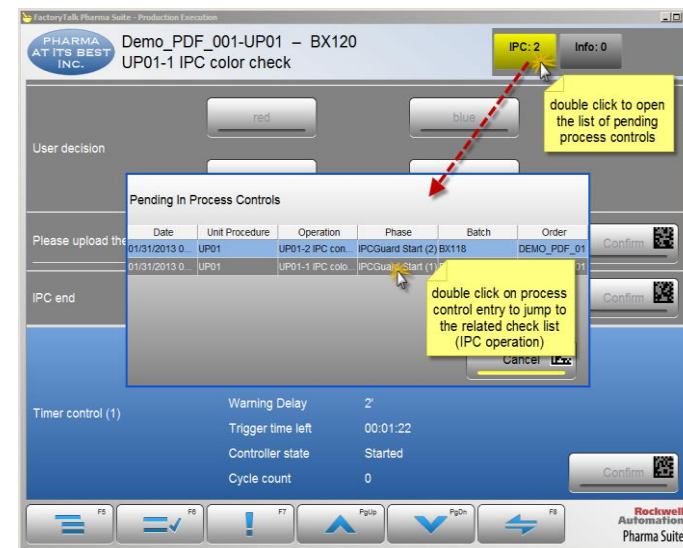 FactoryTalk Pharma Suite - Production Execution
PHARMA
AT ITS BEST
INC.
Demo_PDF_001-UP01 – BX120
UP01-1 IPC color check
IPC: 2
Info: 0
double click to open
the list of pending
process controls
red
blue
User decision
Pending In Process Controls
Date Unit Procedure Operation Phase Batch Order
01/31/2013 0... UP01 UP01-2 IPC con... IPCGuard Start (2) BX118 DEMO_PDF_01
01/31/2013 0... UP01 UP01-1 IPC colo... IPCGuard Start (1)
Please upload the
Confirm
IPC end
Confirm
double click on process
control entry to jump to
the related check list
(IPC operation)
Cancel
Timer control (1)
Warning Delay 2'
Trigger time left 00:01:22
Controller state Started
Cycle count 0
Confirm
F5
F6
F7
PgUp
PgDn
F8
Rockwell
Automation
Pharma Suite